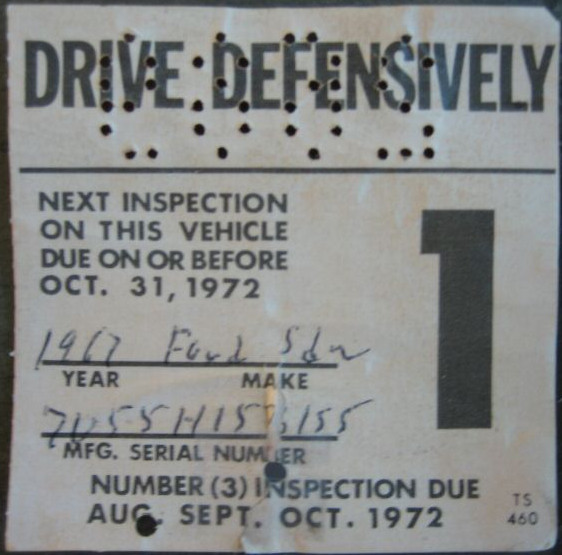 DRIVE DEFENSIVELY
NEXT INSPECTION
ON THIS VEHICLE
DUE ON OR BEFORE
OCT. 31, 1972
1
1967 Ford Sdn
YEAR MAKE
MFG. SERIAL NUMBER
NUMBER (3) INSPECTION DUE
AUG. SEPT. OCT. 1972
TS
460